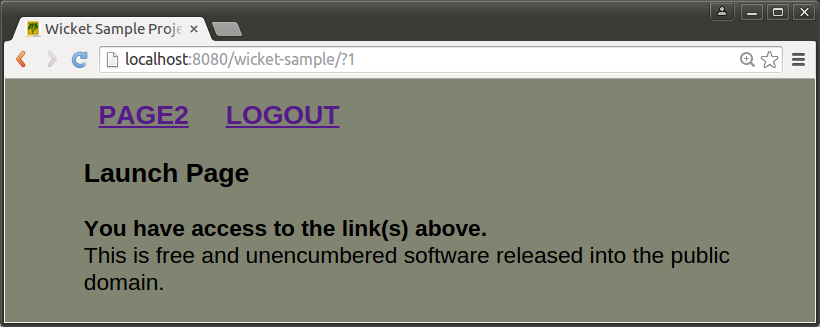 Wicket Sample Proje
localhost:8080/wicket-sample/?1
PAGE2 LOGOUT
Launch Page
You have access to the link(s) above.
This is free and unencumbered software released into the public
domain.